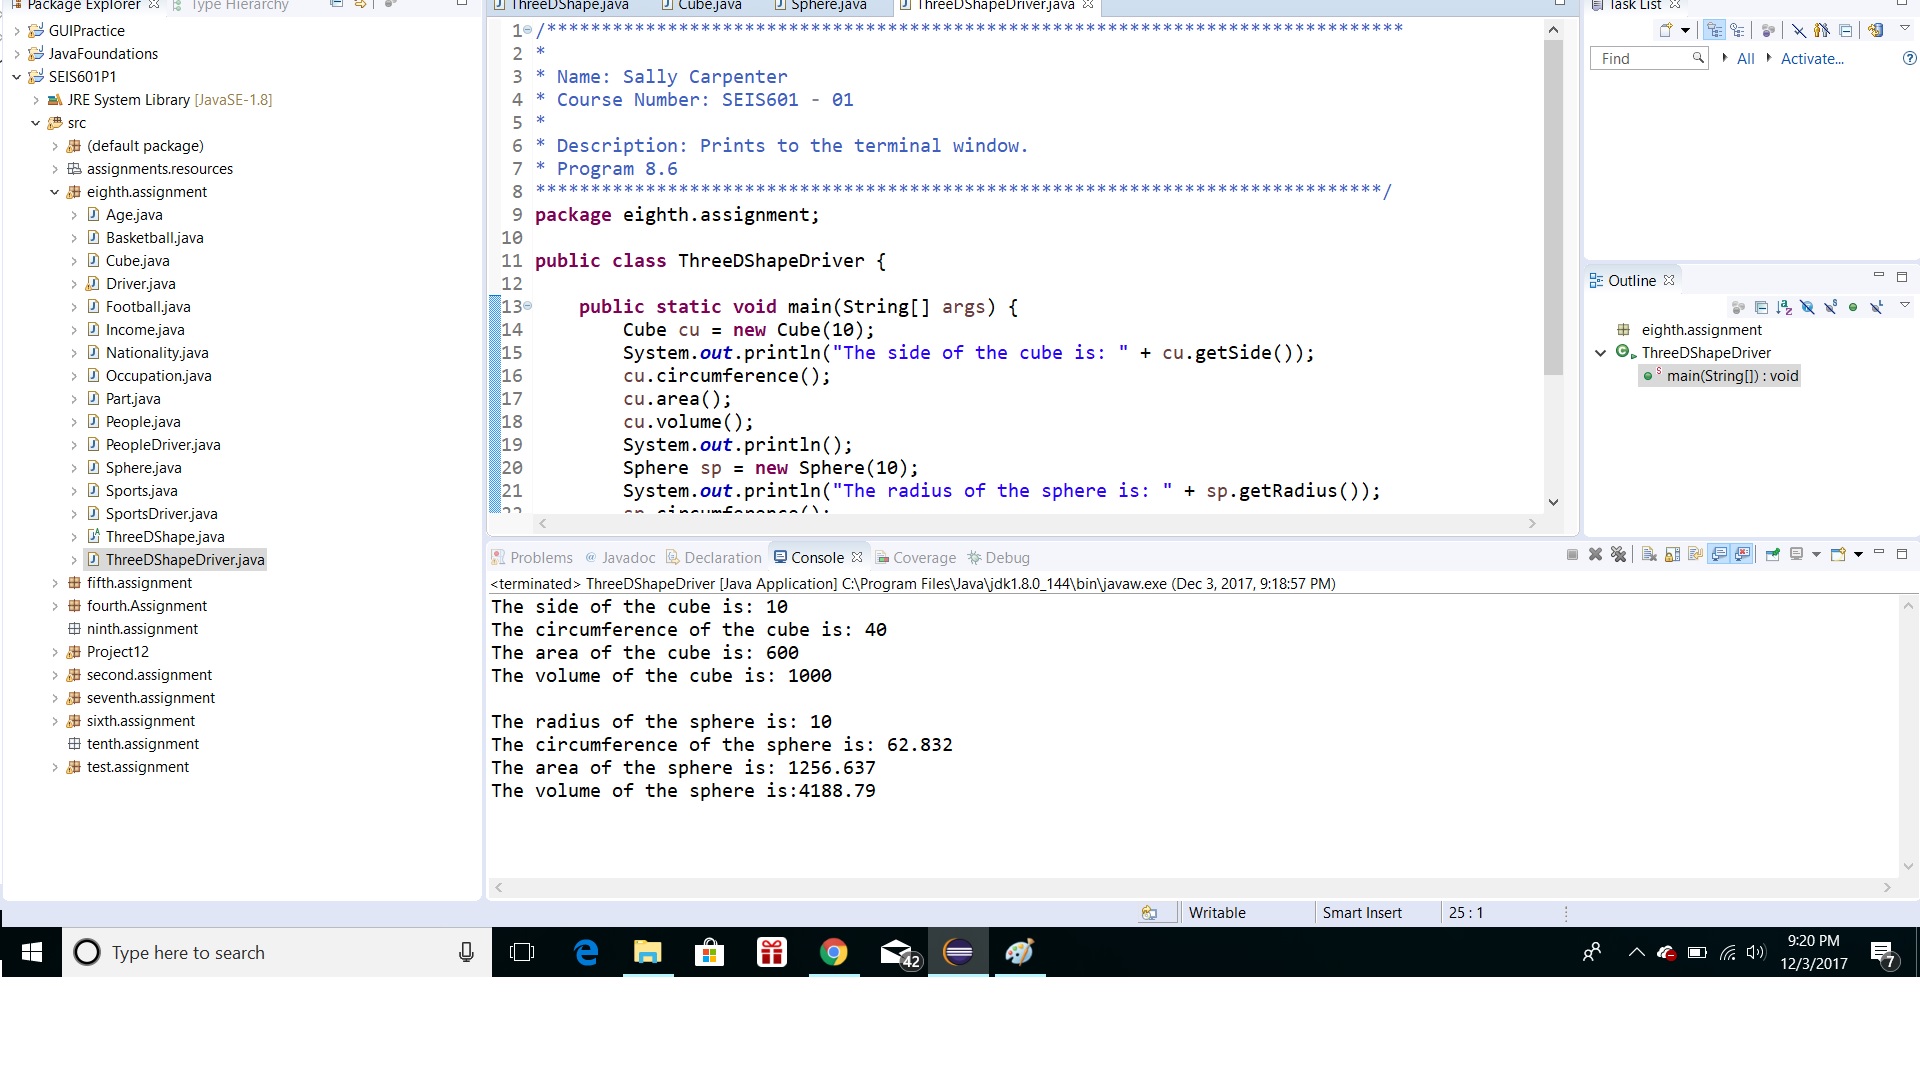 Package Explorer Type Hierarchy
GUIPractice
JavaFoundations
SEIS601P1
JRE System Library [JavaSE-1.8]
src
(default package)
assignments.resources
eighth.assignment
Age.java
Basketball.java
Cube.java
Driver.java
Football.java
Income.java
Nationality.java
Occupation.java
Part.java
People.java
PeopleDriver.java
Sphere.java
Sports.java
SportsDriver.java
ThreeDShape.java
ThreeDShapeDriver.java
fifth.assignment
fourth.Assignment
ninth.assignment
Project12
second.assignment
seventh.assignment
sixth.assignment
tenth.assignment
test.assignment
ThreeDShape.java Cube.java Sphere.java ThreeDShapeDriver.java
1 /******************************************************************************
2 *
3 * Name: Sally Carpenter
4 * Course Number: SEIS601 - 01
5 *
6 * Description: Prints to the terminal window.
7 * Program 8.6
8 *****************************************************************************/
9 package eighth.assignment;
10
11 public class ThreeDShapeDriver {
12
13 public static void main(String[] args) {
14 Cube cu = new Cube(10);
15 System.out.println("The side of the cube is: " + cu.getSide());
16 cu.circumference();
17 cu.area();
18 cu.volume();
19 System.out.println();
20 Sphere sp = new Sphere(10);
21 System.out.println("The radius of the sphere is: " + sp.getRadius());
22 sp.circumference();
Task List
Find All Activate...
Outline
eighth.assignment
ThreeDShapeDriver
main(String[]) : void
Problems @ Javadoc Declaration Console Coverage Debug
<terminated> ThreeDShapeDriver [Java Application] C:\Program Files\Java\jdk1.8.0_144\bin\javaw.exe (Dec 3, 2017, 9:18:57 PM)
The side of the cube is: 10
The circumference of the cube is: 40
The area of the cube is: 600
The volume of the cube is: 1000
The radius of the sphere is: 10
The circumference of the sphere is: 62.832
The area of the sphere is: 1256.637
The volume of the sphere is:4188.79
Writable Smart Insert 25 : 1
Type here to search
42
9:20 PM
12/3/2017
7